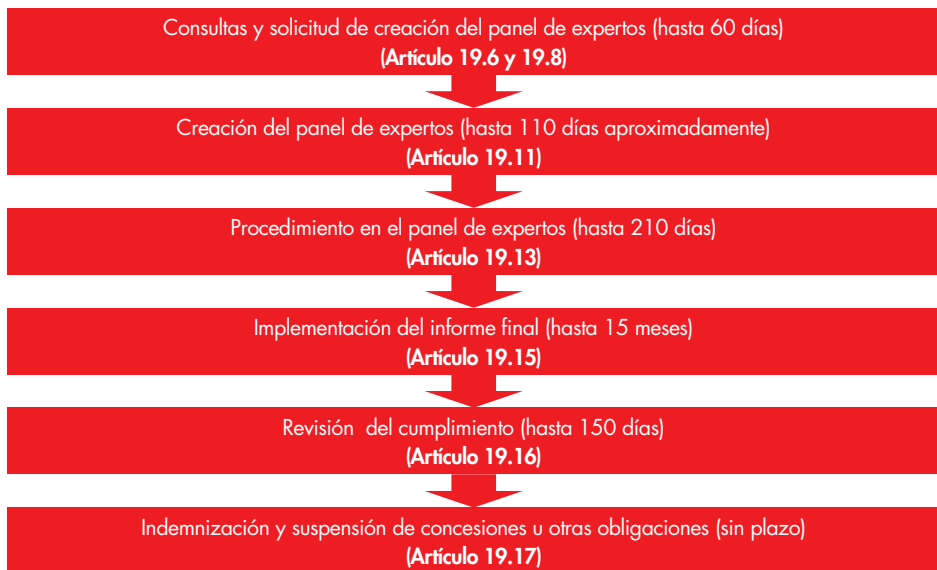 Consultas y solicitud de creación del panel de expertos (hasta 60 días)
(Artículo 19.6 y 19.8)
Creación del panel de expertos (hasta 110 días aproximadamente)
(Artículo 19.11)
Procedimiento en el panel de expertos (hasta 210 días)
(Artículo 19.13)
Implementación del informe final (hasta 15 meses)
(Artículo 19.15)
Revisión del cumplimiento (hasta 150 días)
(Artículo 19.16)
Indemnización y suspensión de concesiones u otras obligaciones (sin plazo)
(Artículo 19.17)